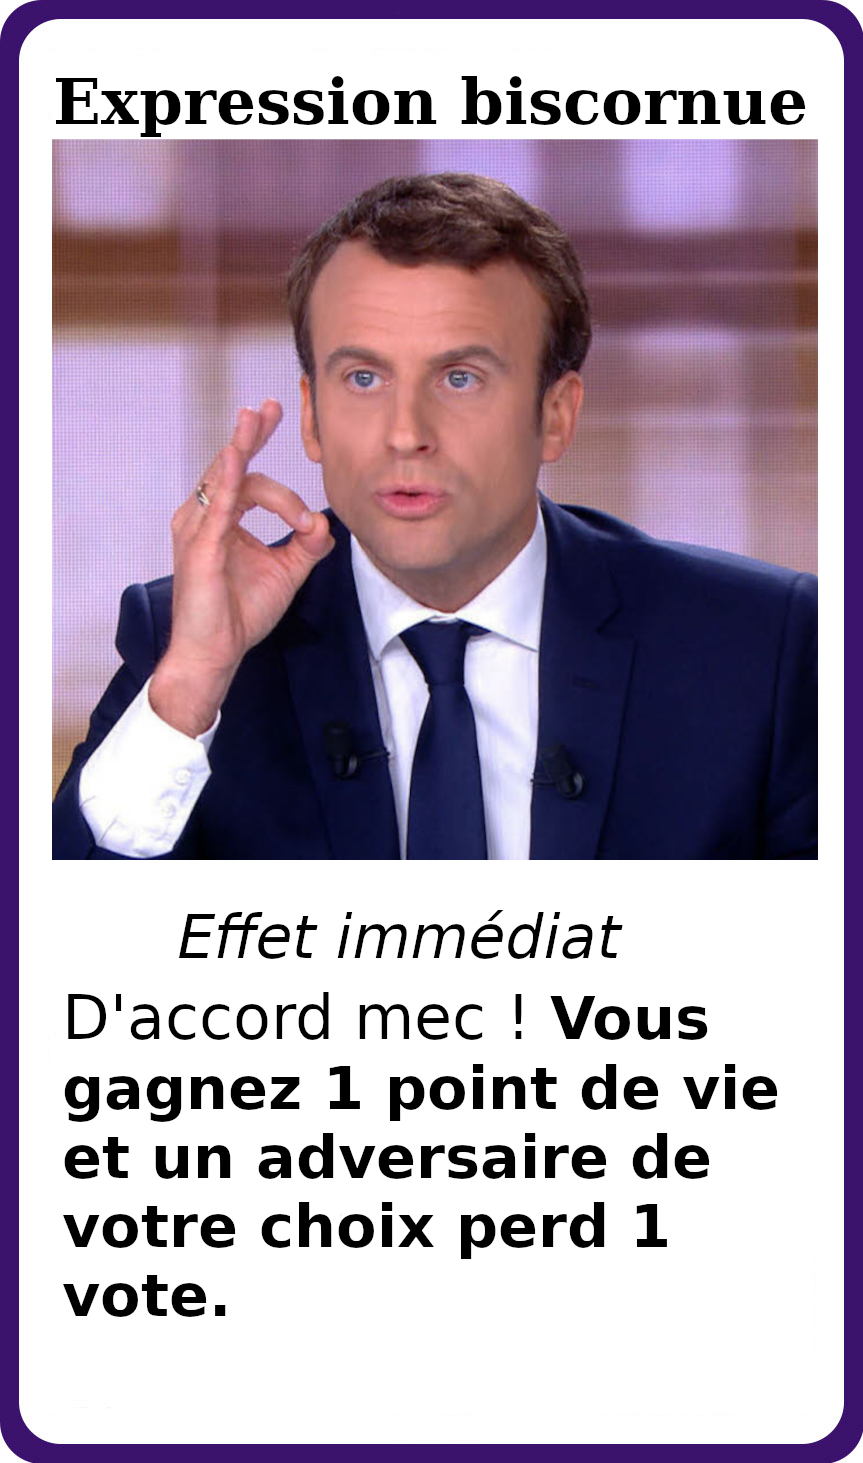 Expression biscornue
Effet immédiat
D'accord mec ! Vous
gagnez 1 point de vie
et un adversaire de
votre choix perd 1
vote.